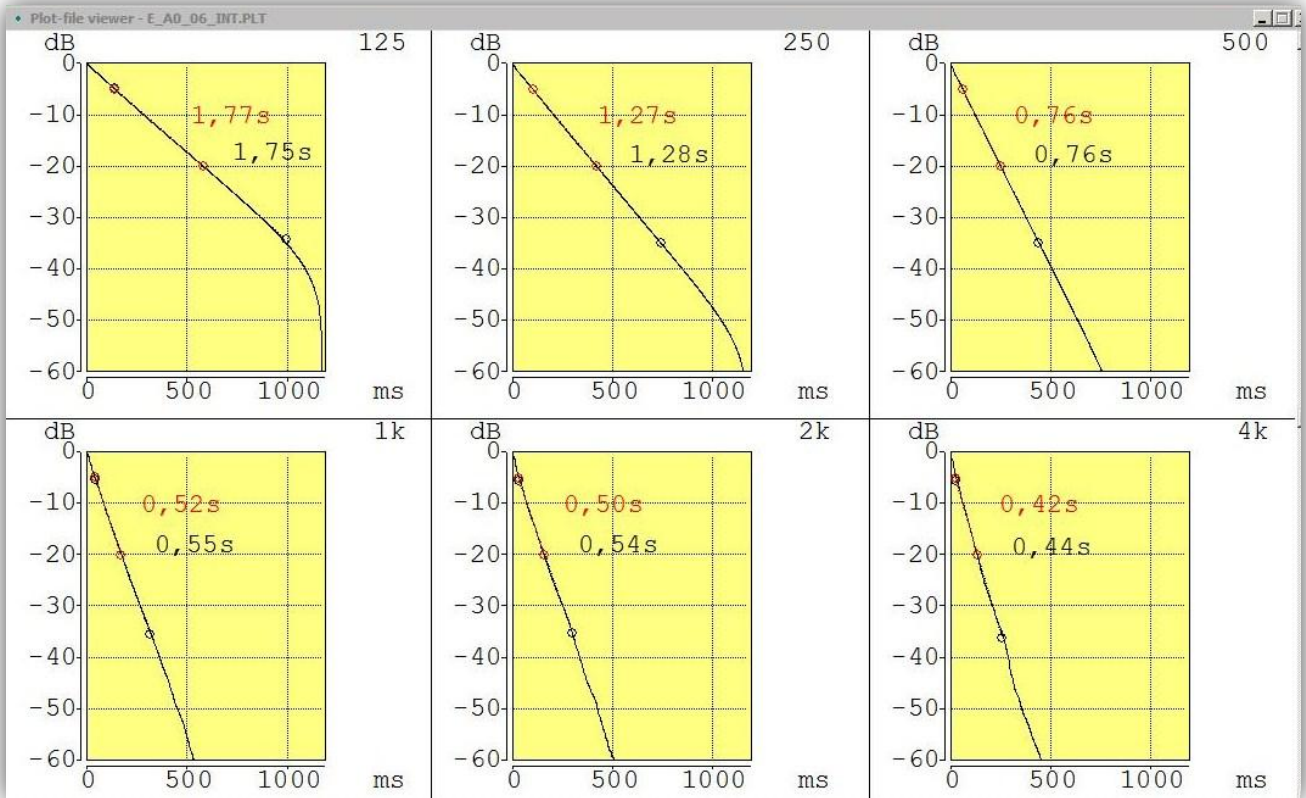 Plot-file viewer - E_A0_06_INT.PLT
dB 125
0
-10
-20
-30
-40
-50
-60
1,77s
1,75s
0 500 1000 ms
dB 250
0
-10
-20
-30
-40
-50
-60
1,27s
1,28s
0 500 1000 ms
dB 500
0
-10
-20
-30
-40
-50
-60
0,76s
0,76s
0 500 1000 ms
dB 1k
0
-10
-20
-30
-40
-50
-60
0,52s
0,55s
0 500 1000 ms
dB 2k
0
-10
-20
-30
-40
-50
-60
0,50s
0,54s
0 500 1000 ms
dB 4k
0
-10
-20
-30
-40
-50
-60
0,42s
0,44s
0 500 1000 ms